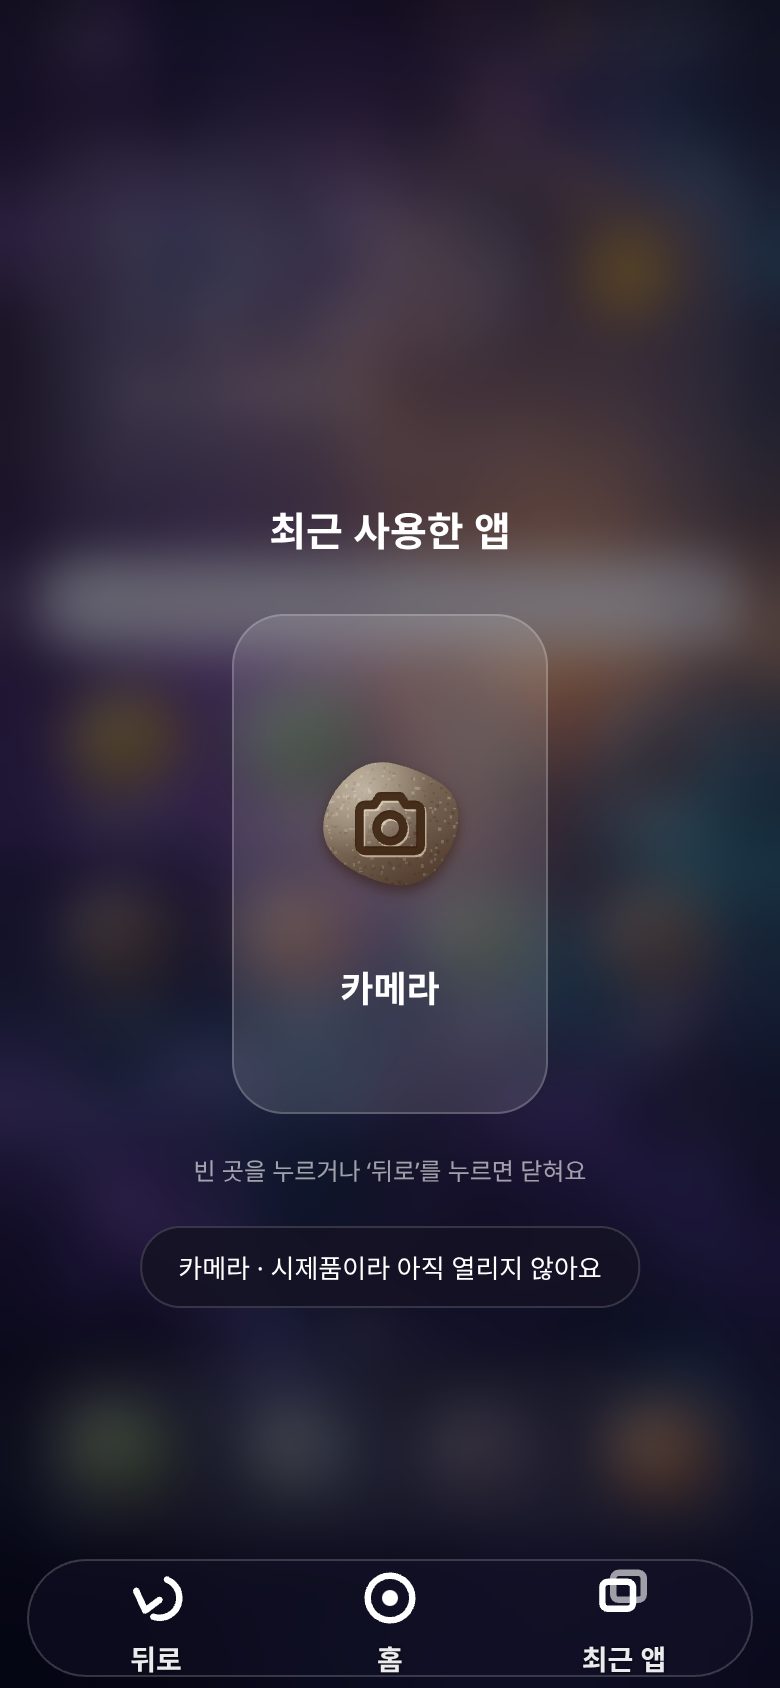 최근 사용한 앱
카메라
빈 곳을 누르거나 ‘뒤로’를 누르면 닫혀요
카메라 · 시제품이라 아직 열리지 않아요
뒤로
홈
최근 앱